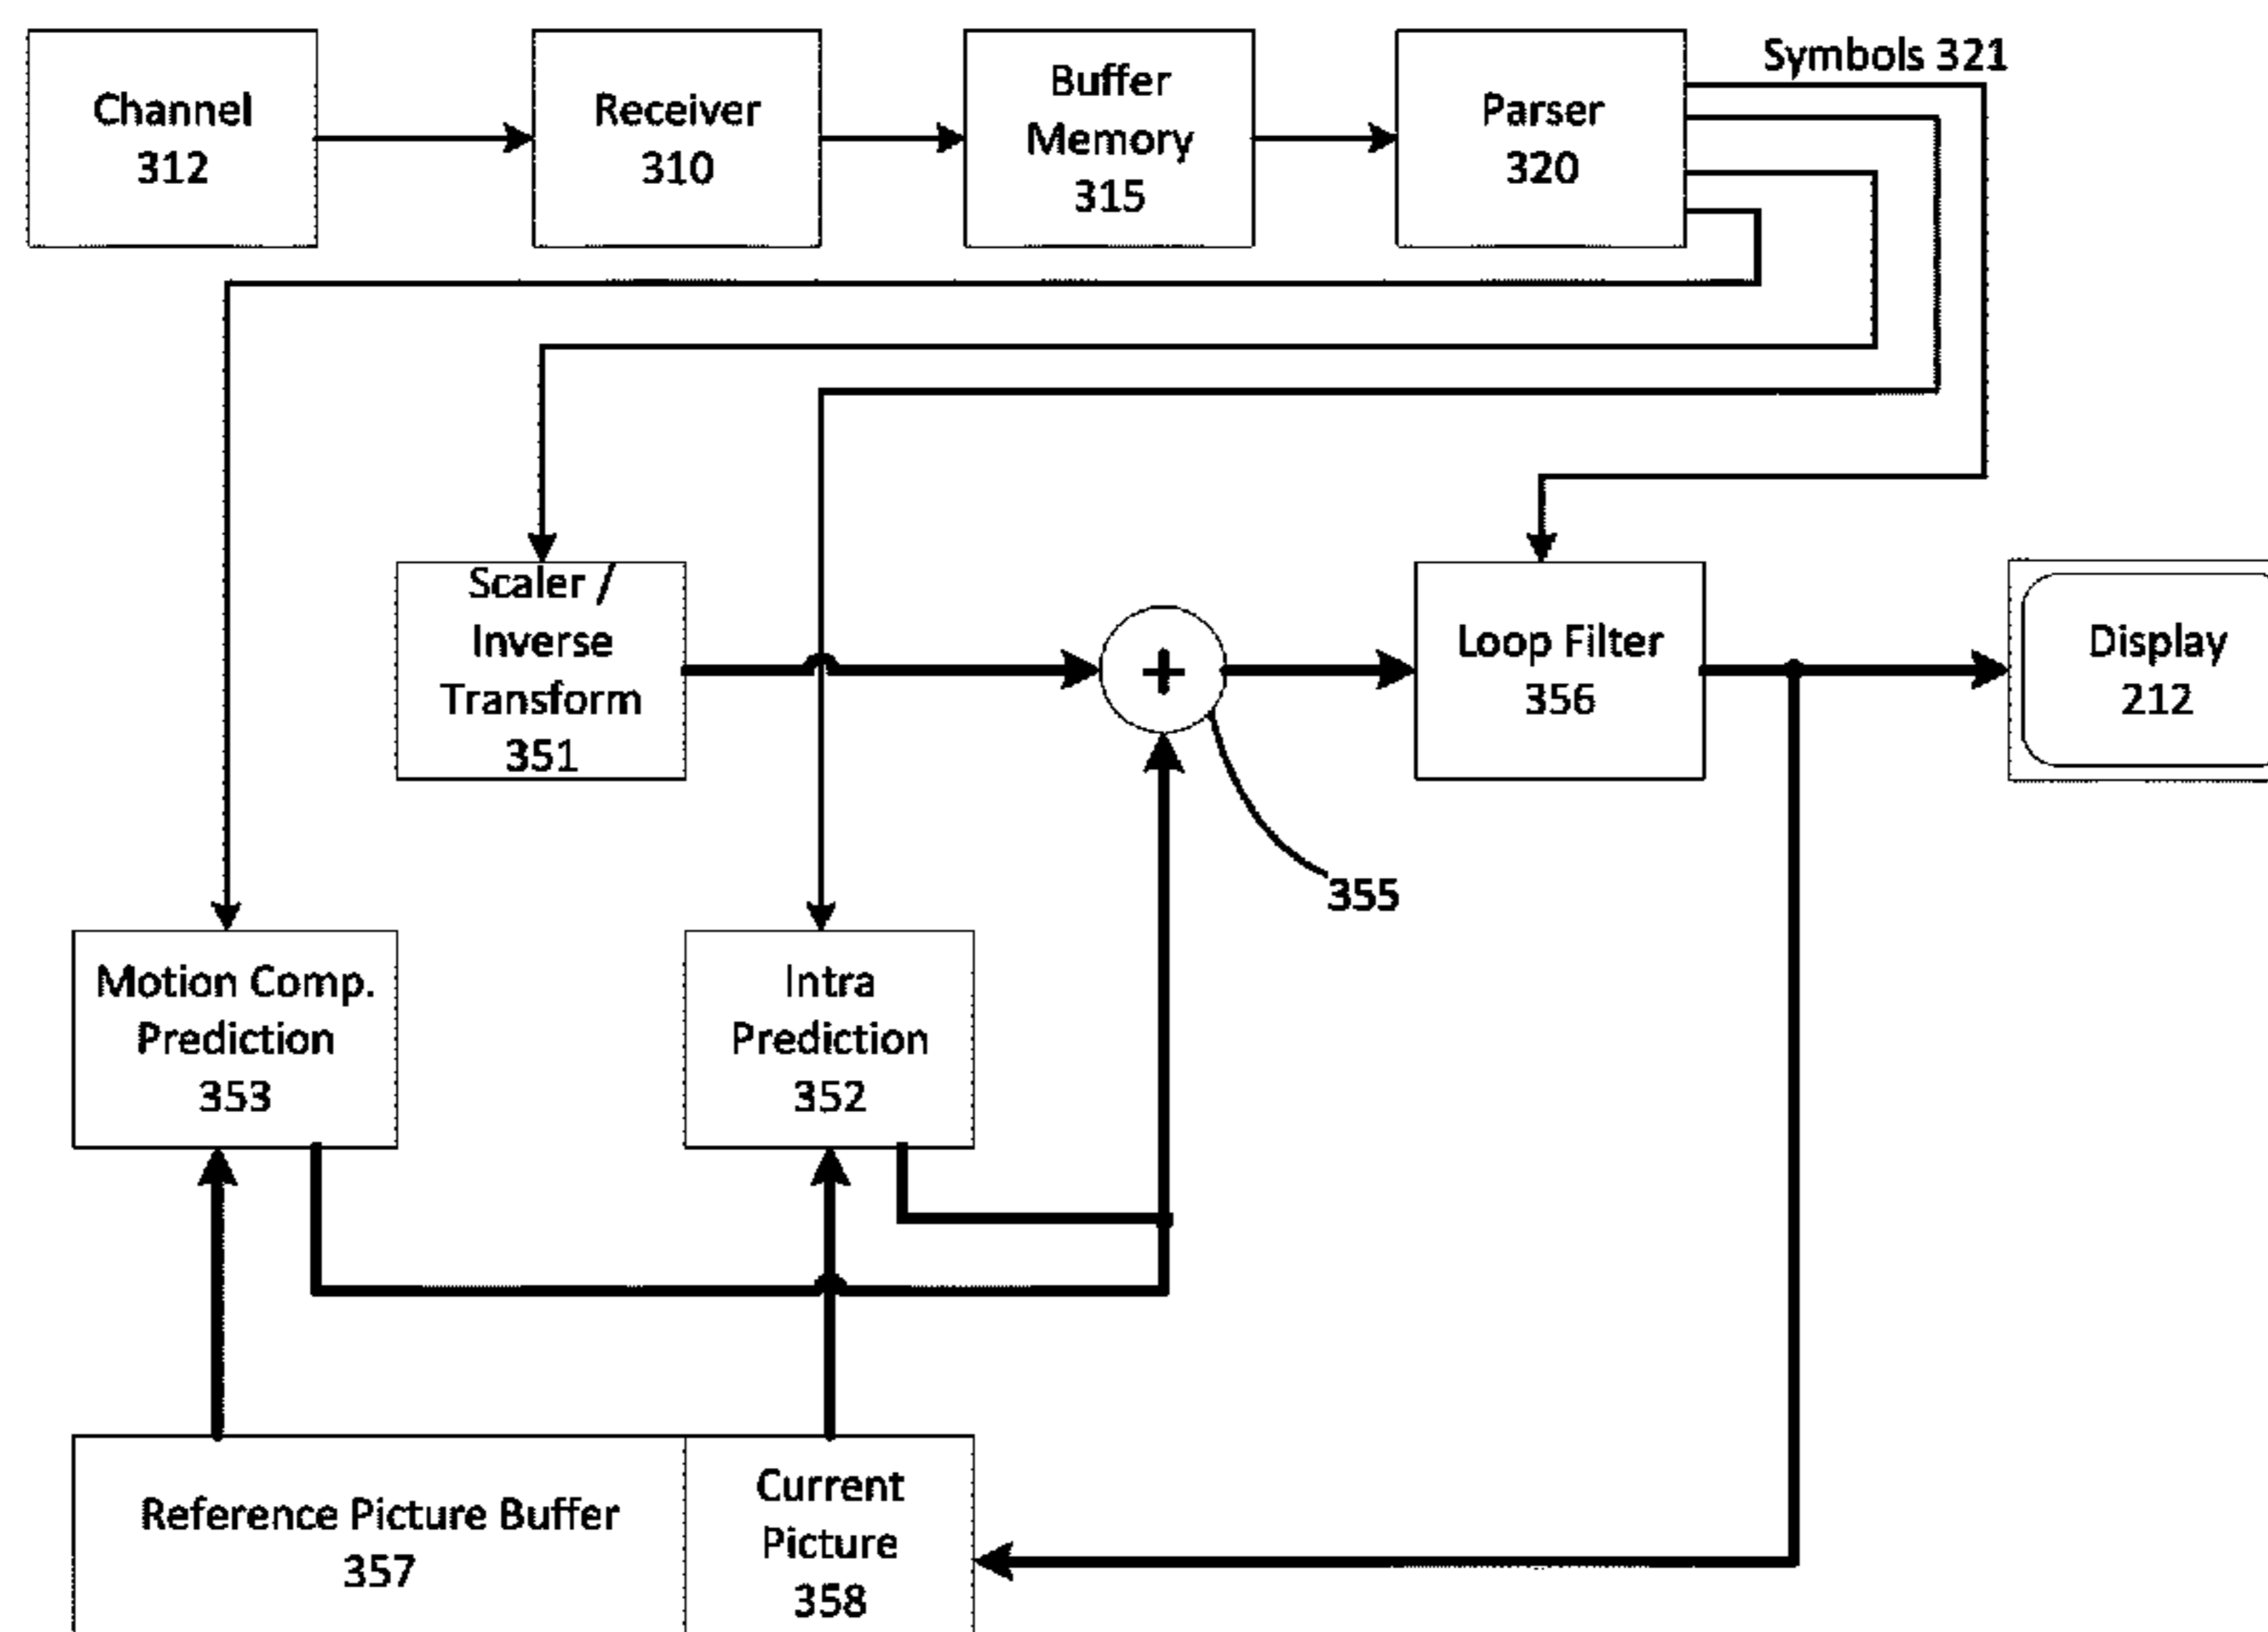 Channel
312
Receiver
310
Buffer
Memory
315
Parser
320
Symbols 321
Scaler /
Inverse
Transform
351
+
355
Loop Filter
356
Display
212
Motion Comp.
Prediction
353
Intra
Prediction
352
Reference Picture Buffer
357
Current
Picture
358